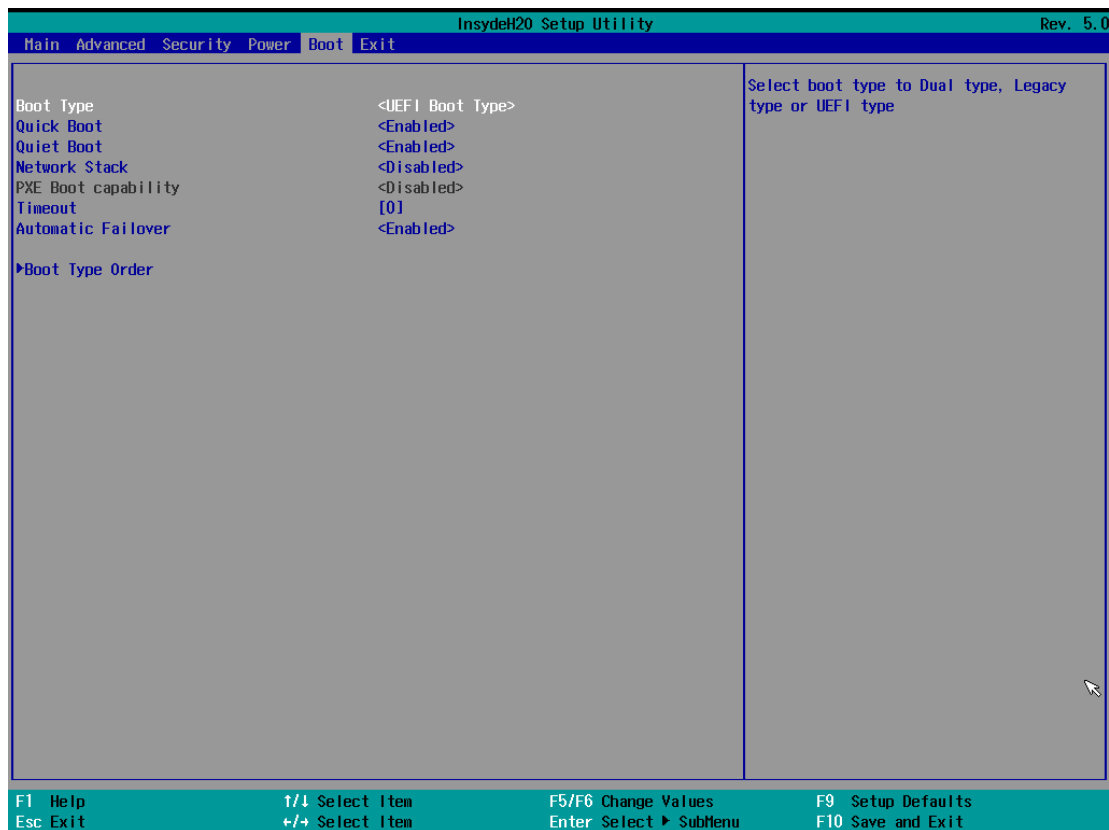 InsydeH2O Setup Utility Rev. 5.0
Main Advanced Security Power Boot Exit
Boot Type <UEFI Boot Type>
Quick Boot <Enabled>
Quiet Boot <Enabled>
Network Stack <Disabled>
PXE Boot capability <Disabled>
Timeout [0]
Automatic Failover <Enabled>
▶Boot Type Order
Select boot type to Dual type, Legacy
type or UEFI type
F1 Help ↑/↓ Select Item F5/F6 Change Values F9 Setup Defaults
Esc Exit ←/→ Select Item Enter Select ▶ SubMenu F10 Save and Exit